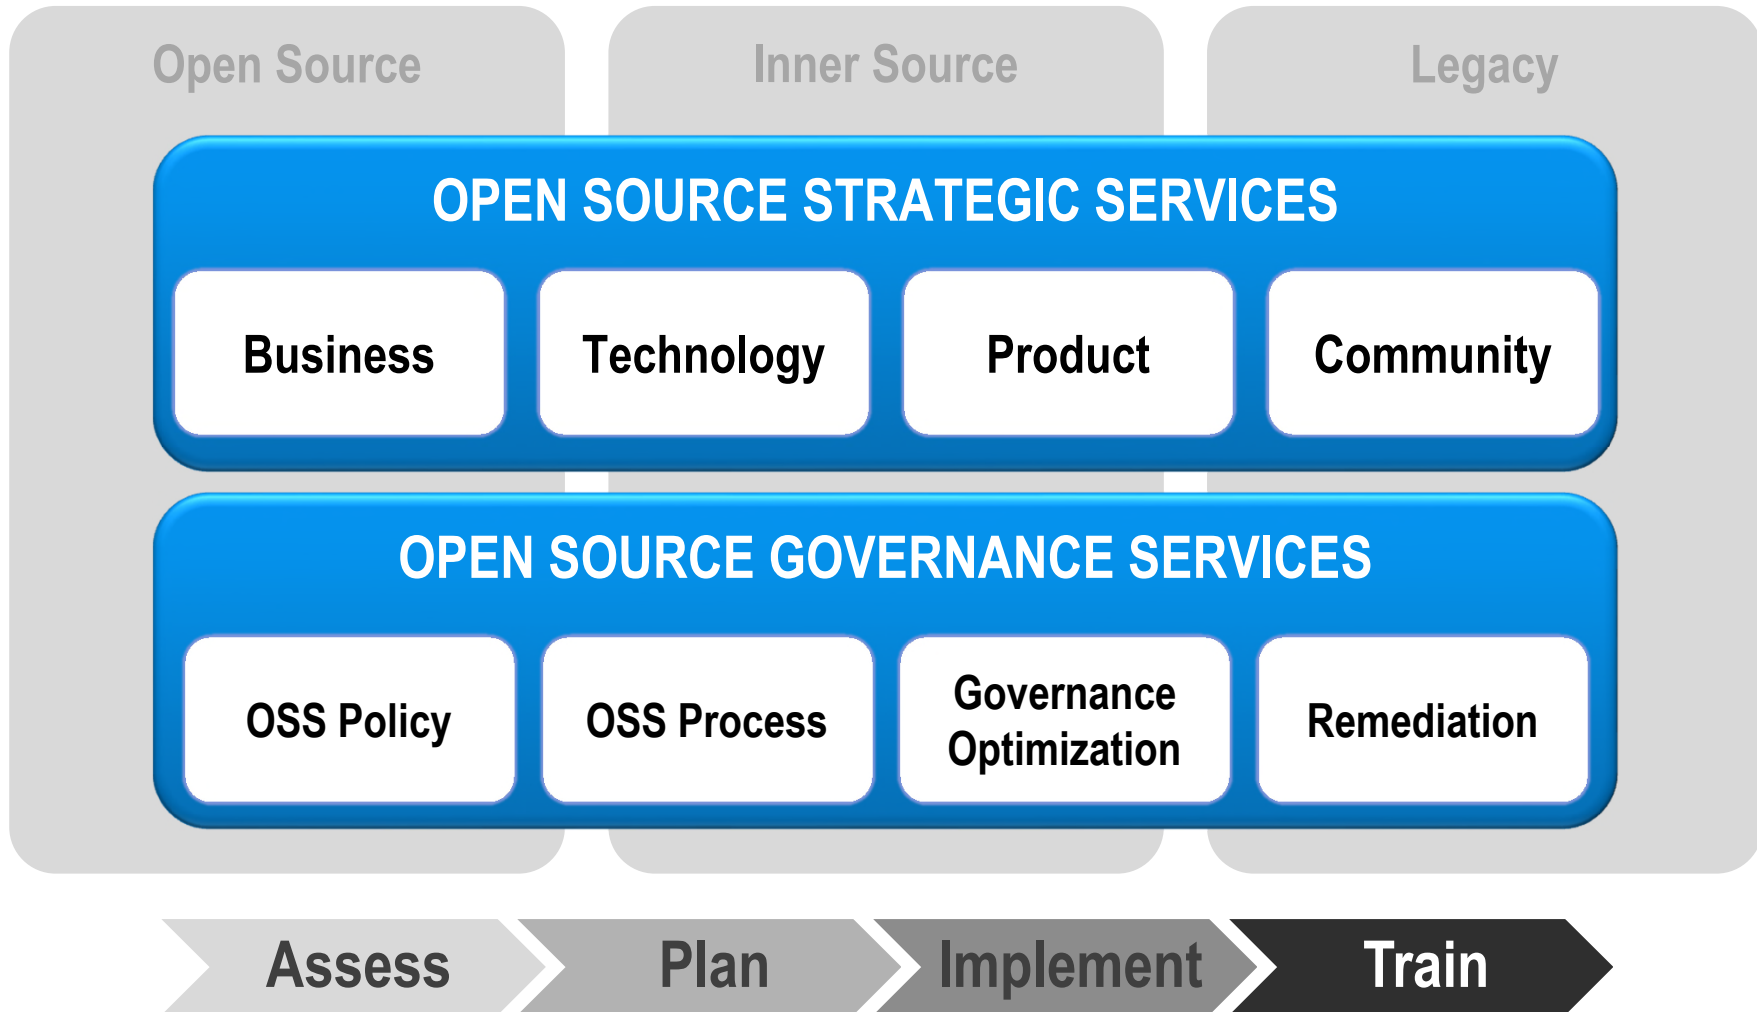 Open Source
Inner Source
Legacy
OPEN SOURCE STRATEGIC SERVICES
Business
Technology
Product
Community
OPEN SOURCE GOVERNANCE SERVICES
OSS Policy
OSS Process
Governance
Optimization
Remediation
Assess
Plan
Implement
Train